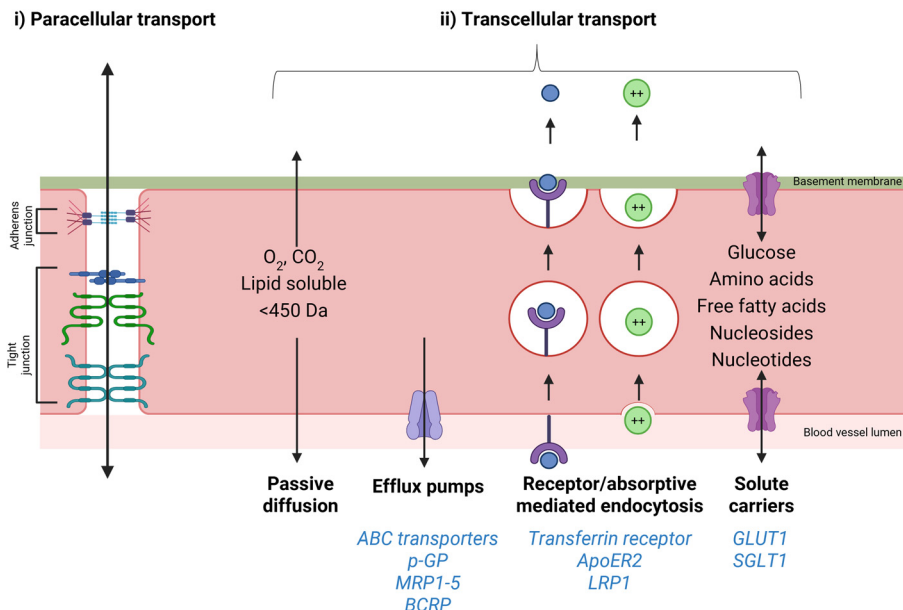 i) Paracellular transport
ii) Transcellular transport
++
Basement membrane
Adherens
junction
++
O₂, CO₂
Lipid soluble
<450 Da
Glucose
Amino acids
Free fatty acids
Nucleosides
Nucleotides
++
Tight
junction
++
Blood vessel lumen
Passive
diffusion
Efflux pumps
Receptor/absorptive
mediated endocytosis
Solute
carriers
ABC transporters
p-GP
MRP1-5
BCRP
Transferrin receptor
ApoER2
LRP1
GLUT1
SGLT1